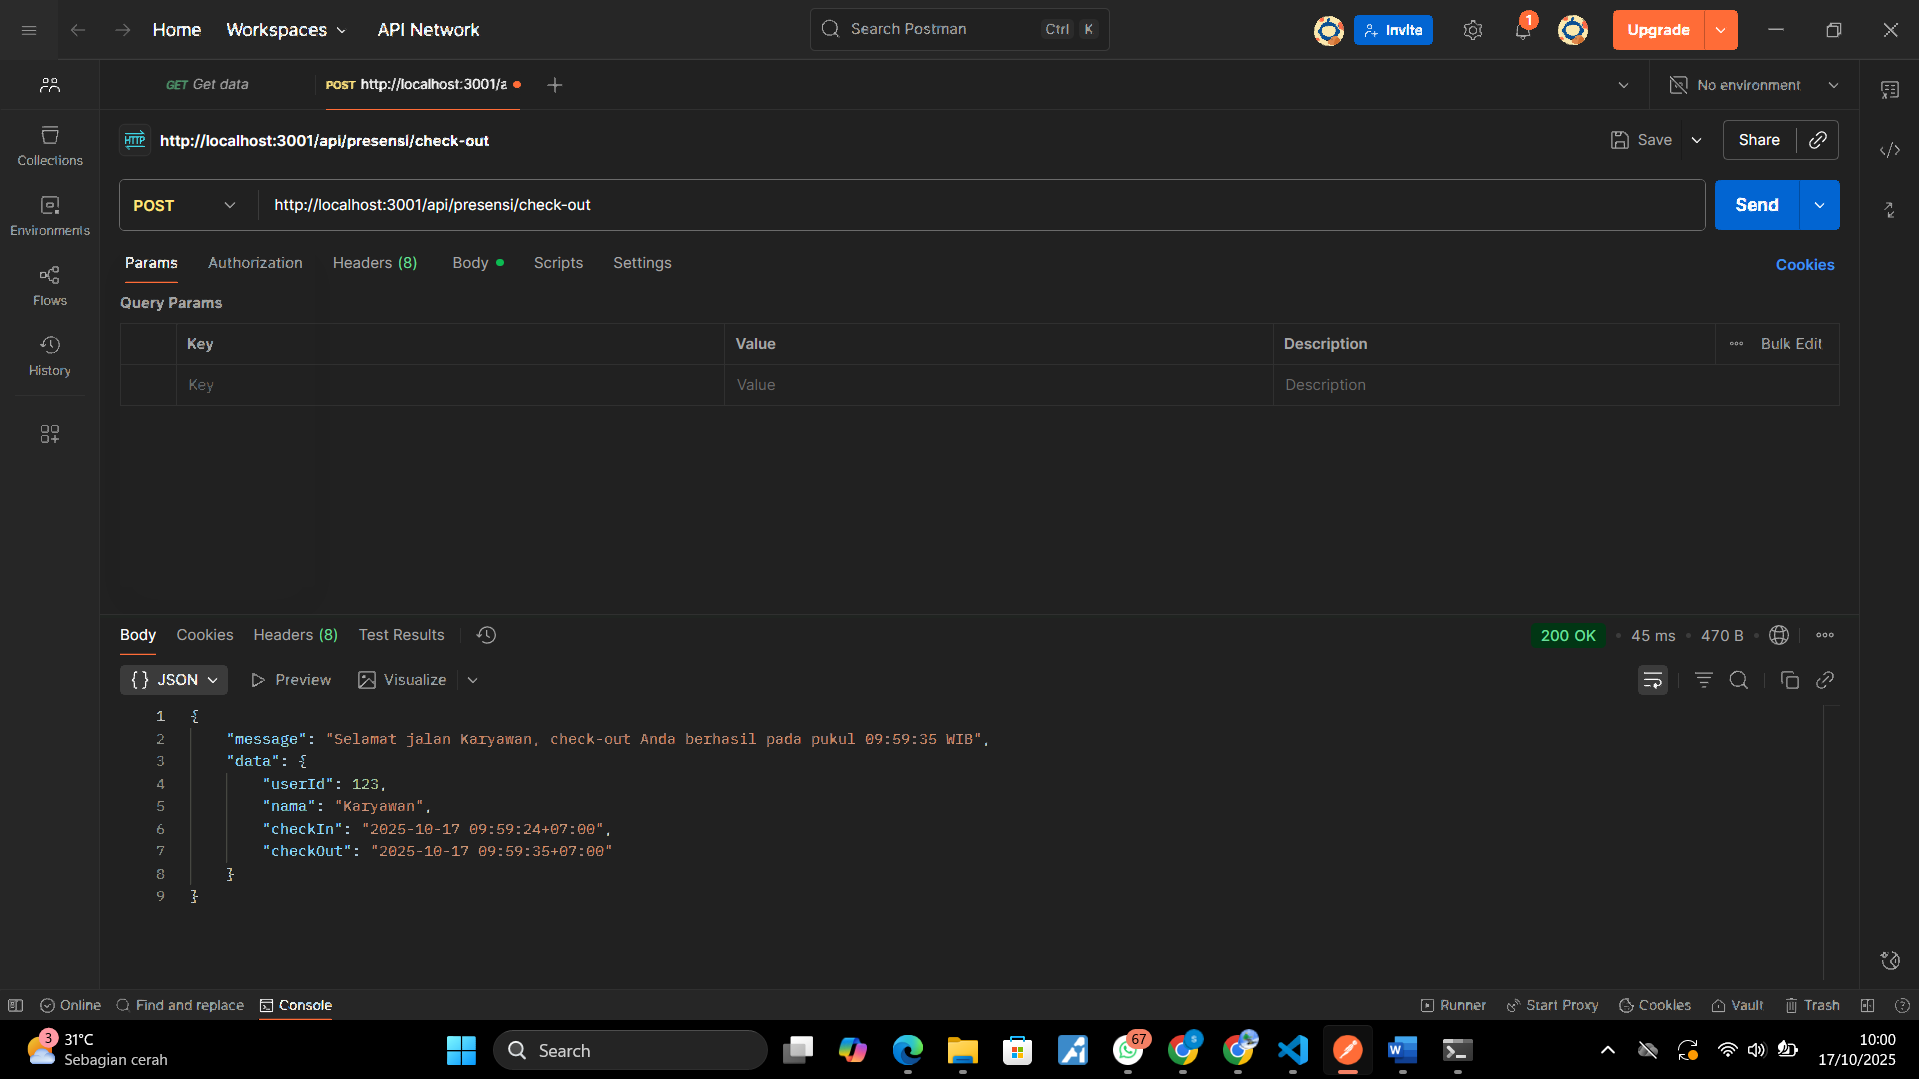 Home Workspaces API Network Search Postman Ctrl K Invite 1 Upgrade
GET Get data POST http://localhost:3001/a No environment
HTTP http://localhost:3001/api/presensi/check-out Save Share
Collections
Environments
Flows
History
POST http://localhost:3001/api/presensi/check-out Send
Params Authorization Headers (8) Body Scripts Settings Cookies
Query Params
Key Value Description Bulk Edit
Key Value Description
Body Cookies Headers (8) Test Results 200 OK 45 ms 470 B
{} JSON Preview Visualize
1 {
2 "message": "Selamat jalan Karyawan, check-out Anda berhasil pada pukul 09:59:35 WIB",
3 "data": {
4 "userId": 123,
5 "nama": "Karyawan",
6 "checkIn": "2025-10-17 09:59:24+07:00",
7 "checkOut": "2025-10-17 09:59:35+07:00"
8 }
9 }
Online Find and replace Console Runner Start Proxy Cookies Vault Trash
3 31°C
Sebagian cerah
Search
67
10:00
17/10/2025